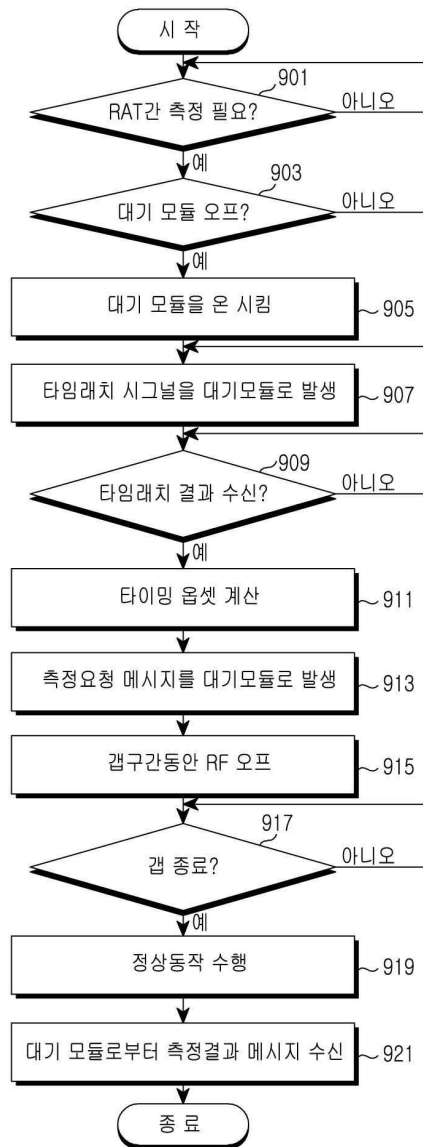 시 작
901
RAT간 측정 필요?
아니오
예
903
대기 모듈 오프?
아니오
예
대기 모듈을 온 시킴
905
타임래치 시그널을 대기모듈로 발생
907
909
타임래치 결과 수신?
아니오
예
타이밍 옵셋 계산
911
측정요청 메시지를 대기모듈로 발생
913
갭구간동안 RF 오프
915
917
갭 종료?
아니오
예
정상동작 수행
919
대기 모듈로부터 측정결과 메시지 수신
921
종 료